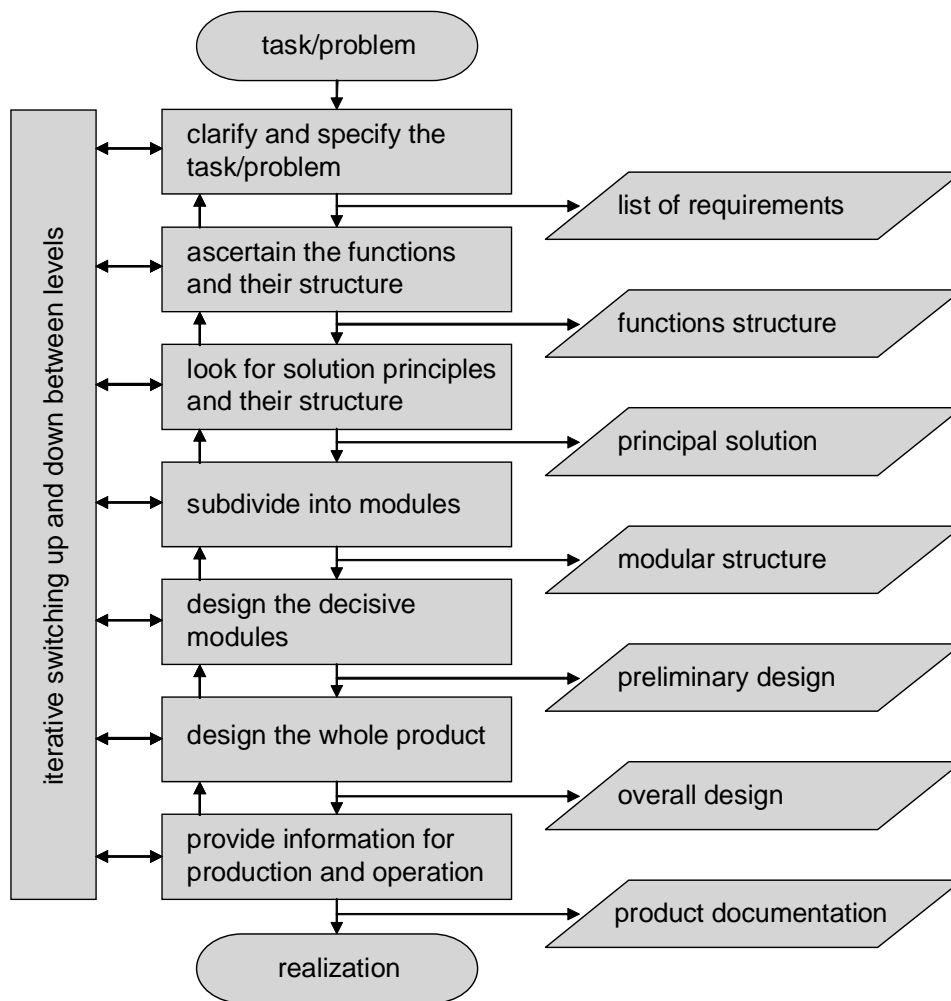 task/problem
clarify and specify the
task/problem
list of requirements
ascertain the functions
and their structure
functions structure
look for solution principles
and their structure
principal solution
subdivide into modules
modular structure
design the decisive
modules
preliminary design
design the whole product
overall design
provide information for
production and operation
product documentation
realization
iterative switching up and down between levels